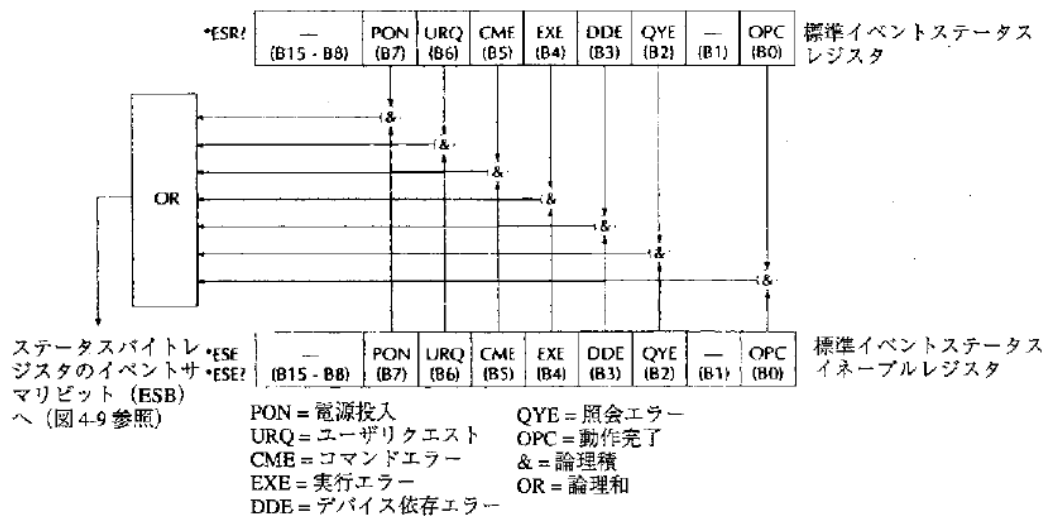 *ESR?
— PON URQ CME EXE DDE QYE — OPC
(B15 - B8) (B7) (B6) (B5) (B4) (B3) (B2) (B1) (B0)
標準イベントステータス
レジスタ
&
&
&
OR
&
&
&
&
ステータスバイトレ
ジスタのイベントサ
マリビット (ESB)
へ (図 4-9 参照)
*ESE
*ESE?
— PON URQ CME EXE DDE QYE — OPC
(B15 - B8) (B7) (B6) (B5) (B4) (B3) (B2) (B1) (B0)
標準イベントステータス
イネーブルレジスタ
PON = 電源投入
URQ = ユーザリクエスト
CME = コマンドエラー
EXE = 実行エラー
DDE = デバイス依存エラー
QYE = 照会エラー
OPC = 動作完了
& = 論理積
OR = 論理和